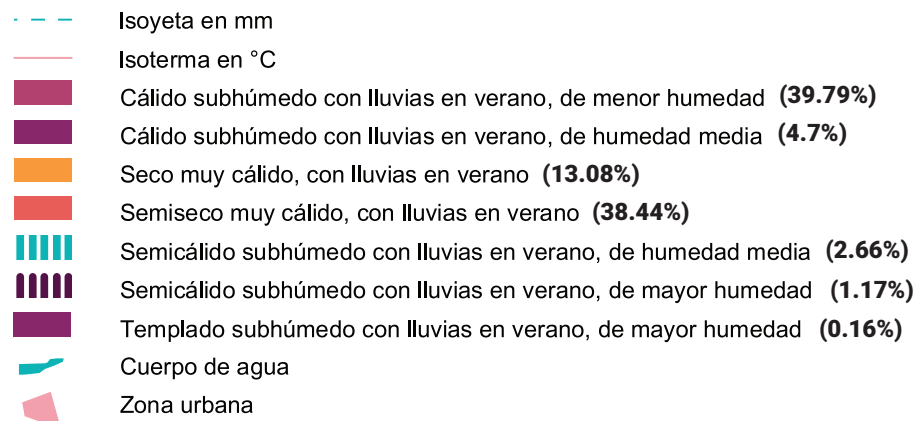 Isoyeta en mm
Isoterma en °C
Cálido subhúmedo con lluvias en verano, de menor humedad (39.79%)
Cálido subhúmedo con lluvias en verano, de humedad media (4.7%)
Seco muy cálido, con lluvias en verano (13.08%)
Semiseco muy cálido, con lluvias en verano (38.44%)
Semicálido subhúmedo con lluvias en verano, de humedad media (2.66%)
Semicálido subhúmedo con lluvias en verano, de mayor humedad (1.17%)
Templado subhúmedo con lluvias en verano, de mayor humedad (0.16%)
Cuerpo de agua
Zona urbana